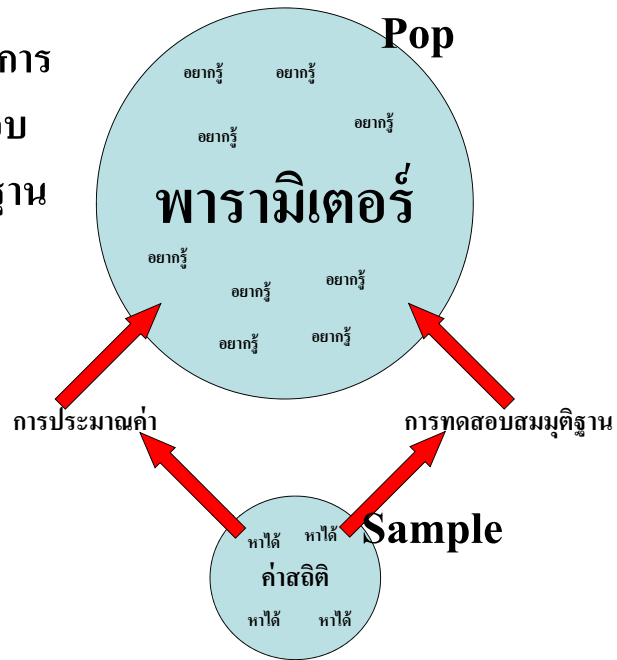 Pop
การ
อยากรู้ อยากรู้
อยากรู้ อยากรู้
พารามิเตอร์
อยากรู้
อยากรู้ อยากรู้
อยากรู้ อยากรู้
การประมาณค่า การทดสอบสมมุติฐาน
Sample
หาได้ หาได้
ค่าสถิติ
หาได้ หาได้